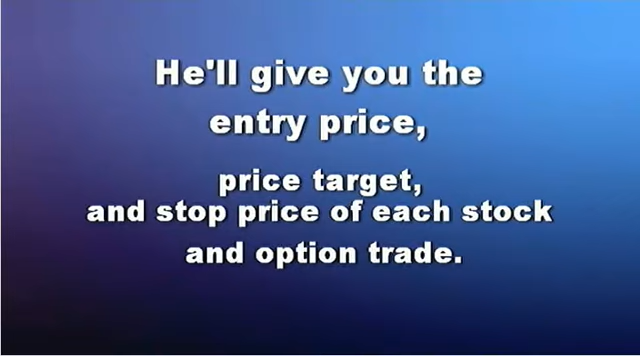 He'll give you the
entry price,
price target,
and stop price of each stock
and option trade.